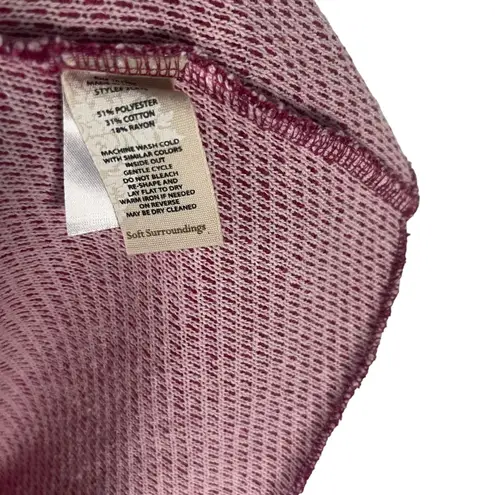 STYLE#
51% POLYESTER
31% COTTON
18% RAYON
MACHINE WASH COLD
WITH SIMILAR COLORS
INSIDE OUT
GENTLE CYCLE
DO NOT BLEACH
RE-SHAPE AND
LAY FLAT TO DRY
WARM IRON IF NEEDED
ON REVERSE
MAY BE DRY CLEANED
Soft Surroundings